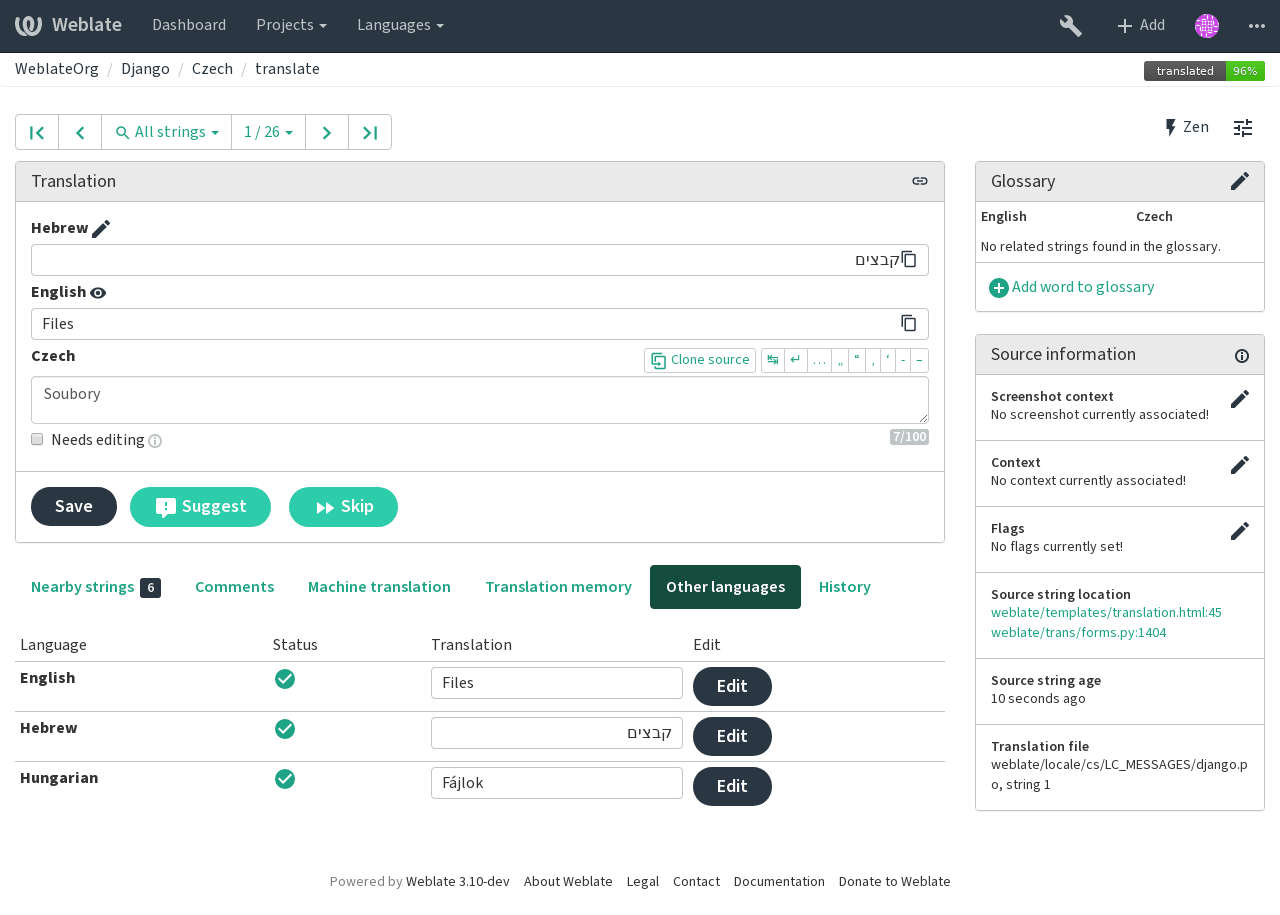 Weblate Dashboard Projects Languages Add
WeblateOrg / Django / Czech / translate translated 96%
All strings 1 / 26 Zen
Translation
Hebrew
קבצים
English
Files
Czech Clone source ↹ ↵ … „ “ ‚ ‘ - –
Soubory
Needs editing 7/100
Save Suggest Skip
Glossary
English Czech
No related strings found in the glossary.
Add word to glossary
Source information
Screenshot context
No screenshot currently associated!
Context
No context currently associated!
Flags
No flags currently set!
Source string location
weblate/templates/translation.html:45
weblate/trans/forms.py:1404
Source string age
10 seconds ago
Translation file
weblate/locale/cs/LC_MESSAGES/django.p
o, string 1
Nearby strings 6 Comments Machine translation Translation memory Other languages History
Language Status Translation Edit
English Files Edit
Hebrew קבצים Edit
Hungarian Fájlok Edit
Powered by Weblate 3.10-dev About Weblate Legal Contact Documentation Donate to Weblate